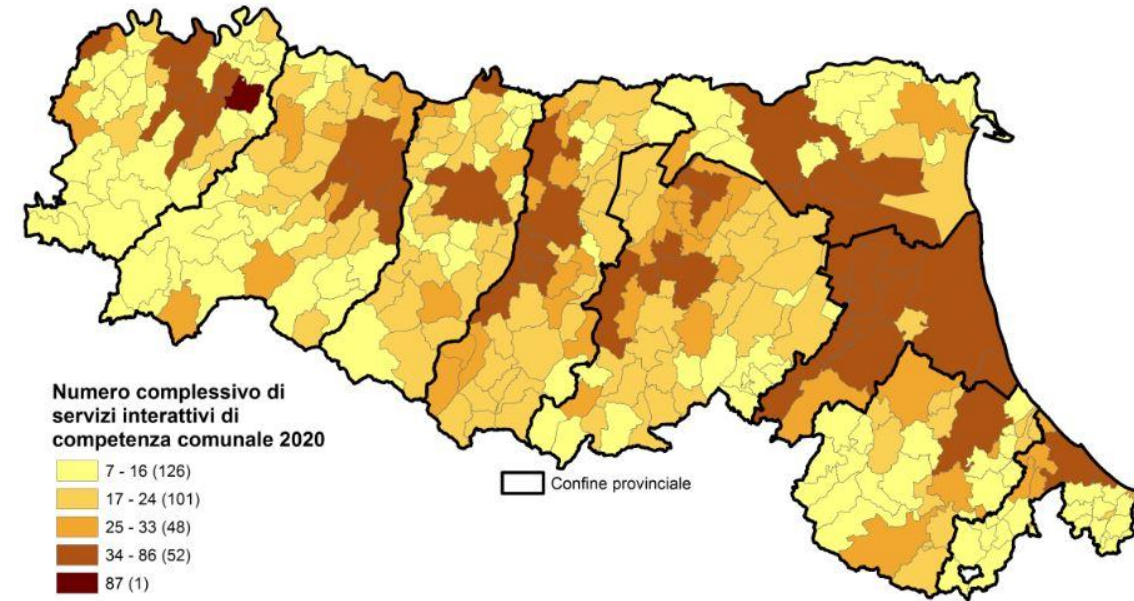 Numero complessivo di
servizi interattivi di
competenza comunale 2020
7 - 16 (126)
17 - 24 (101)
25 - 33 (48)
34 - 86 (52)
87 (1)
Confine provinciale